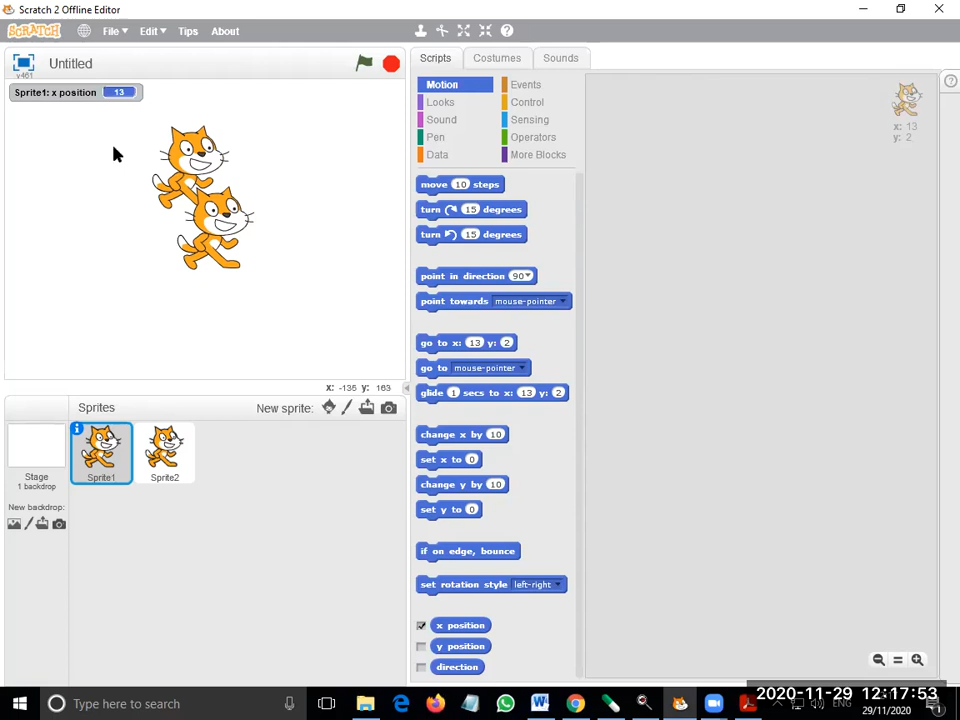 Scratch 2 Offline Editor
SCRATCH File Edit Tips About
v461
Untitled
Sprite1: x position 13
x: -135 y: 163
Sprites New sprite:
Stage
1 backdrop
New backdrop:
Sprite1
Sprite2
Scripts Costumes Sounds
Motion Events
Looks Control
Sound Sensing
Pen Operators
Data More Blocks
move 10 steps
turn 15 degrees
turn 15 degrees
point in direction 90
point towards mouse-pointer
go to x: 13 y: 2
go to mouse-pointer
glide 1 secs to x: 13 y: 2
change x by 10
set x to 0
change y by 10
set y to 0
if on edge, bounce
set rotation style left-right
x position
y position
direction
x: 13
y: 2
Type here to search
2020-11-29 12:17:53
29/11/2020